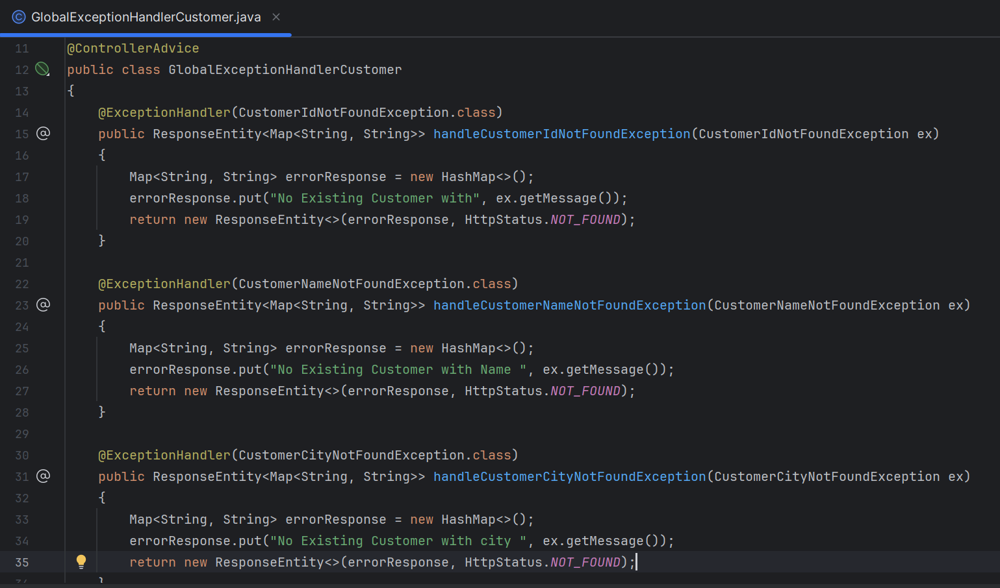 GlobalExceptionHandlerCustomer.java
11 @ControllerAdvice
12 public class GlobalExceptionHandlerCustomer
13 {
14     @ExceptionHandler(CustomerIdNotFoundException.class)
15 @     public ResponseEntity<Map<String, String>> handleCustomerIdNotFoundException(CustomerIdNotFoundException ex)
16     {
17         Map<String, String> errorResponse = new HashMap<>();
18         errorResponse.put("No Existing Customer with", ex.getMessage());
19         return new ResponseEntity<>(errorResponse, HttpStatus.NOT_FOUND);
20     }
21
22     @ExceptionHandler(CustomerNameNotFoundException.class)
23 @     public ResponseEntity<Map<String, String>> handleCustomerNameNotFoundException(CustomerNameNotFoundException ex)
24     {
25         Map<String, String> errorResponse = new HashMap<>();
26         errorResponse.put("No Existing Customer with Name ", ex.getMessage());
27         return new ResponseEntity<>(errorResponse, HttpStatus.NOT_FOUND);
28     }
29
30     @ExceptionHandler(CustomerCityNotFoundException.class)
31 @     public ResponseEntity<Map<String, String>> handleCustomerCityNotFoundException(CustomerCityNotFoundException ex)
32     {
33         Map<String, String> errorResponse = new HashMap<>();
34         errorResponse.put("No Existing Customer with city ", ex.getMessage());
35         return new ResponseEntity<>(errorResponse, HttpStatus.NOT_FOUND);